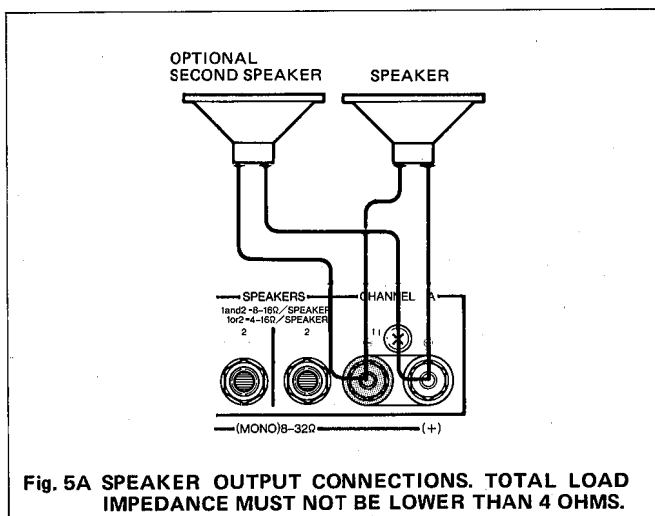 OPTIONAL
SECOND SPEAKER
SPEAKER
SPEAKERS
CHANNEL A
1and2=8-16Ω/SPEAKER
1or2=4-16Ω/SPEAKER
2
2
(MONO)8-32Ω
(+)
Fig. 5A SPEAKER OUTPUT CONNECTIONS. TOTAL LOAD
IMPEDANCE MUST NOT BE LOWER THAN 4 OHMS.